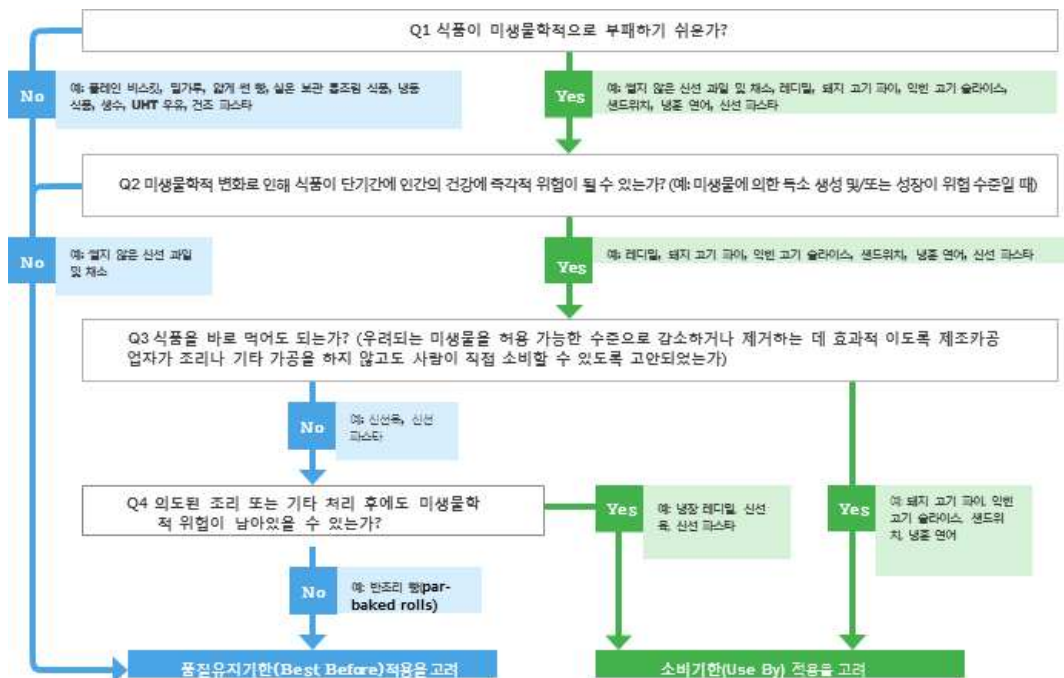 Q1 식품이 미생물학적으로 부패하기 쉬운가?
No
예: 플레인 비스킷, 밀가루, 얇게 썬 빵, 실온 보관 통조림 식품, 냉동
식품, 생수, UHT 우유, 건조 파스타
Yes
예: 썰지 않은 신선 과일 및 채소, 레디밀, 돼지 고기 파이, 익힌 고기 슬라이스,
샌드위치, 냉훈 연어, 신선 파스타
Q2 미생물학적 변화로 인해 식품이 단기간에 인간의 건강에 즉각적 위험이 될 수 있는가? (예: 미생물에 의한 독소 생성 및/또는 성장이 위험 수준일 때)
No
예: 썰지 않은 신선 과일
및 채소
Yes
예: 레디밀, 돼지 고기 파이, 익힌 고기 슬라이스, 샌드위치, 냉훈 연어, 신선 파스타
Q3 식품을 바로 먹어도 되는가? (우려되는 미생물을 허용 가능한 수준으로 감소하거나 제거하는 데 효과적 이도록 제조카공
업자가 조리나 기타 가공을 하지 않고도 사람이 직접 소비할 수 있도록 고안되었는가)
No
예: 신선육, 신선
파스타
Q4 의도된 조리 또는 기타 처리 후에도 미생물학
적 위험이 남아있을 수 있는가?
Yes
예: 냉장 레디밀, 신선
육, 신선 파스타
Yes
예: 돼지 고기 파이, 익힌
고기 슬라이스, 샌드위
치, 냉훈 연어
No
예: 반조리 빵(par-
baked rolls)
품질유지기한(Best Before)적용을 고려
소비기한(Use By) 적용을 고려